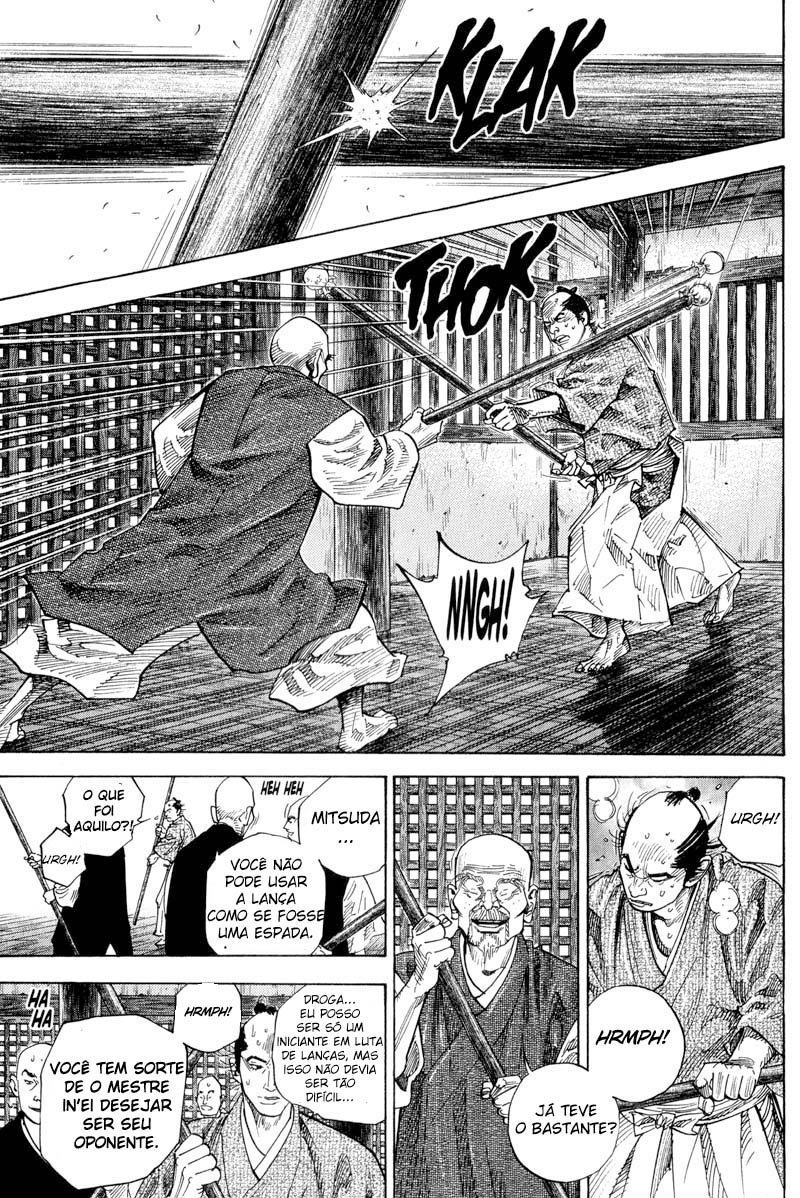 KLAK
THOK
NNGH!
URGH!
HRMPH!
JÁ TEVE
O BASTANTE?
HEH HEH
MITSUDA
...
VOCÊ NÃO
PODE USAR
A LANÇA
COMO SE FOSSE
UMA ESPADA.
O QUE
FOI
AQUILO?!
URGH!
DROGA...
EU POSSO
SER SÓ UM
INICIANTE EM LUTA
DE LANÇAS, MAS
ISSO NÃO DEVIA
SER TÃO
DIFÍCIL...
HRMPH!
HA
HA
VOCÊ TEM SORTE
DE O MESTRE
IN'EI DESEJAR
SER SEU
OPONENTE.